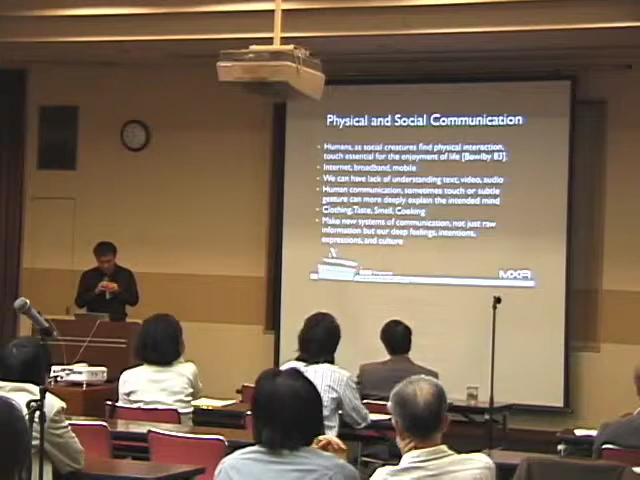 Physical and Social Communication
- Humans, as social creatures find physical interaction,
touch essential for the enjoyment of life [Bowlby 83].
- Internet, broadband, mobile
- We can have lack of understanding text, video, audio
- Human communication, sometimes touch or subtle
gesture can more deeply explain the intended mind
- Clothing, Taste, Smell, Cooking
- Make new systems of communication, not just raw
information but our deep feelings, intentions,
expressions, and culture
MXR